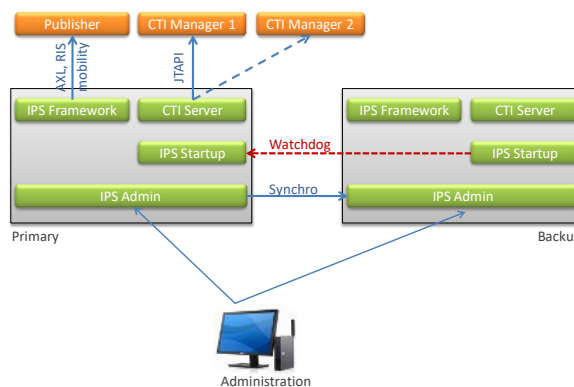 Publisher
CTI Manager 1
CTI Manager 2
AXL, RIS
mobility
JTAPI
IPS Framework
CTI Server
IPS Framework
CTI Server
IPS Startup
Watchdog
IPS Startup
IPS Admin
Synchro
IPS Admin
Primary
Backu
Administration